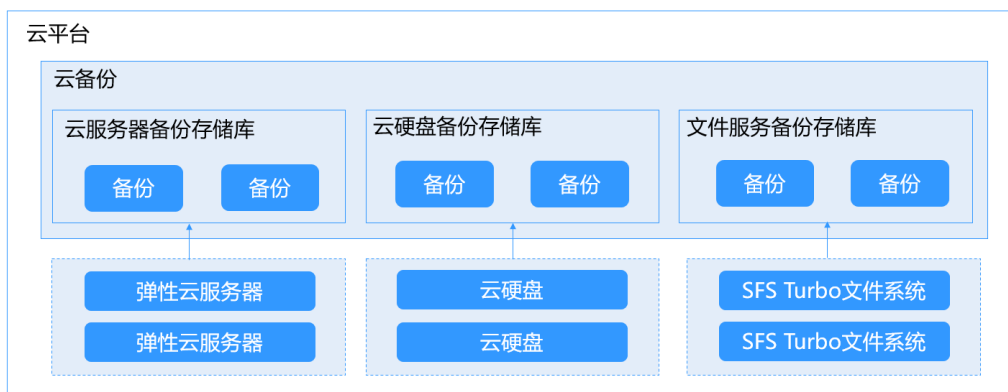 云平台
云备份
云服务器备份存储库
云硬盘备份存储库
文件服务备份存储库
备份
备份
备份
备份
备份
备份
弹性云服务器
云硬盘
SFS Turbo文件系统
弹性云服务器
云硬盘
SFS Turbo文件系统